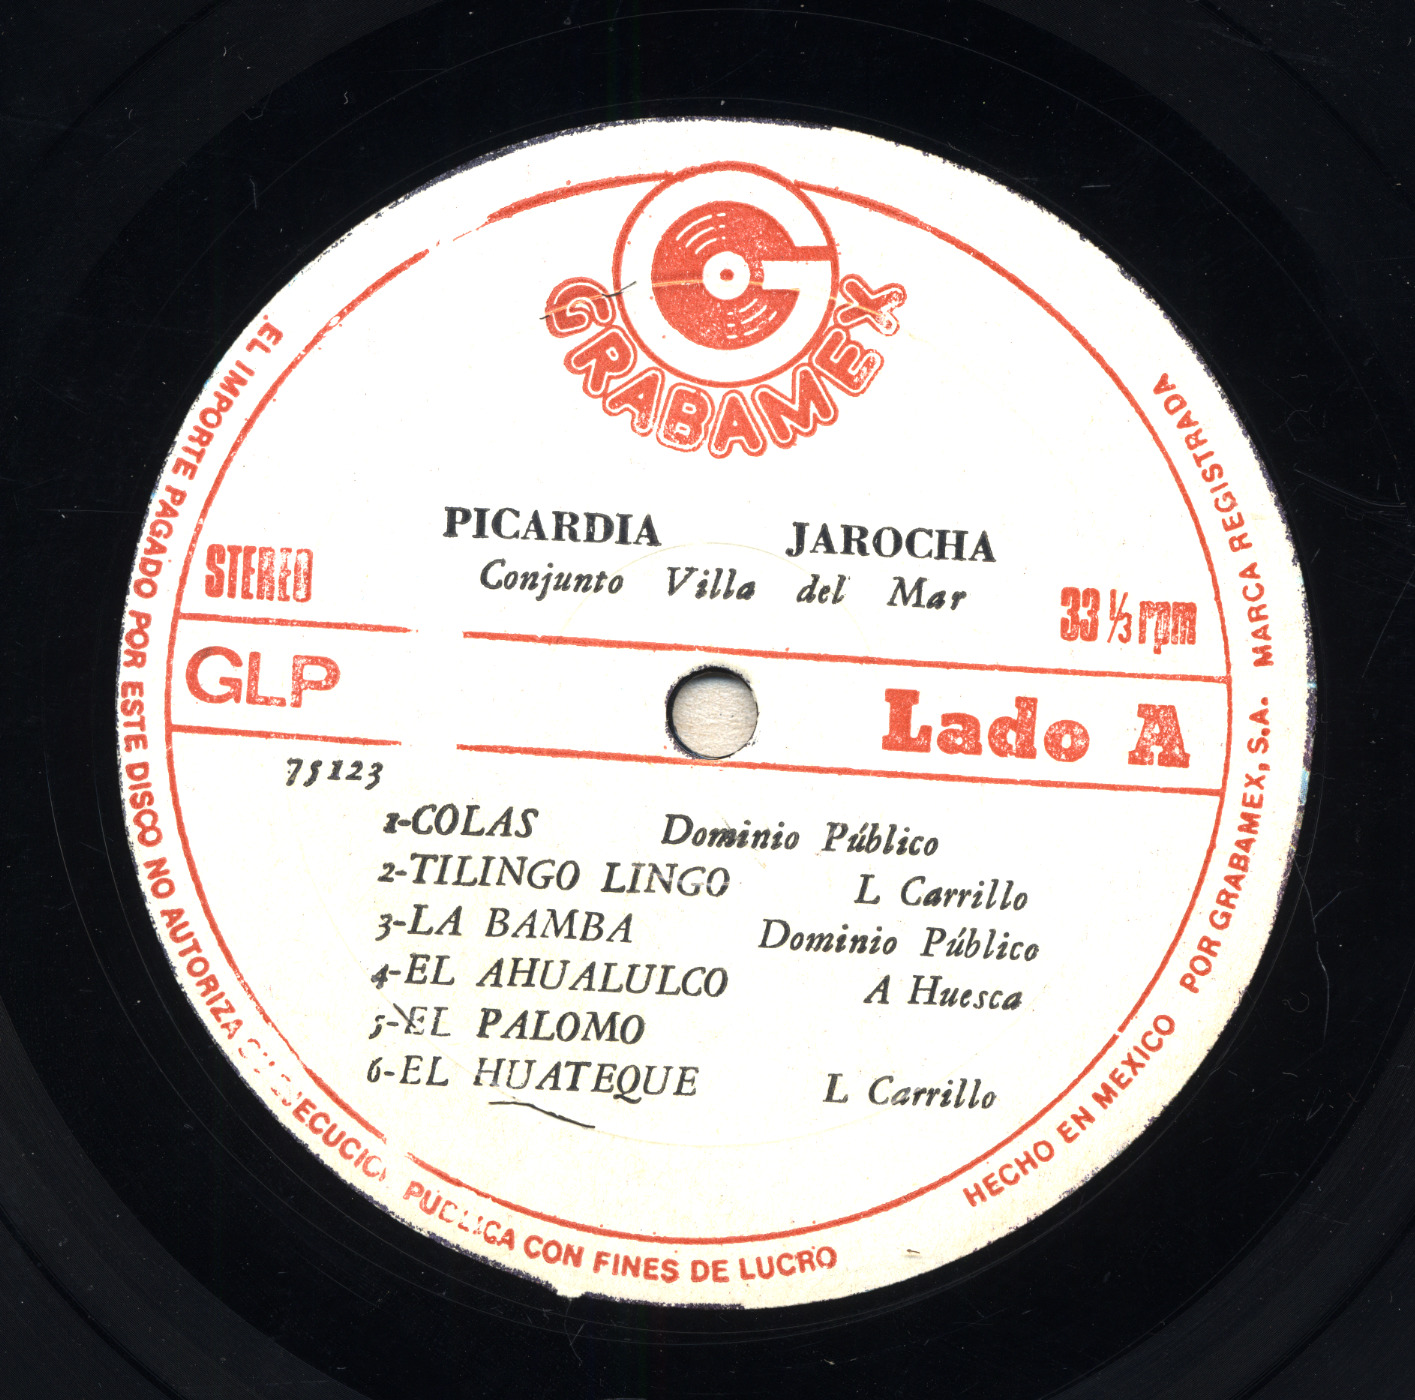 GRABAMEX
PICARDIA JAROCHA
Conjunto Villa del Mar
STEREO
33 ⅓ rpm
GLP
Lado A
75123
1-COLAS Dominio Público
2-TILINGO LINGO L Carrillo
3-LA BAMBA Dominio Público
4-EL AHUALULCO A Huesca
5-EL PALOMO
6-EL HUATEQUE L Carrillo
EL IMPORTE PAGADO POR ESTE DISCO NO AUTORIZA PUBLICA CON FINES DE LUCRO
HECHO EN MEXICO POR GRABAMEX, S.A. MARCA REGISTRADA